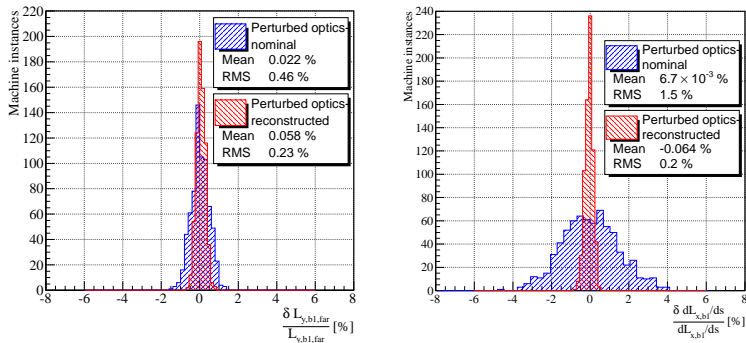 Machine instances
220
200
180
160
140
120
100
80
60
40
20
0
-8
-6
-4
-2
0
2
4
6
8
Perturbed optics-
nominal
Mean 0.022 %
RMS 0.46 %
Perturbed optics-
reconstructed
Mean 0.058 %
RMS 0.23 %
δ L_y,b1,far
L_y,b1,far
[%]
Machine instances
240
220
200
180
160
140
120
100
80
60
40
20
0
-8
-6
-4
-2
0
2
4
6
8
Perturbed optics-
nominal
Mean 6.7 × 10⁻³ %
RMS 1.5 %
Perturbed optics-
reconstructed
Mean -0.064 %
RMS 0.2 %
δ dL_x,b1/ds
dL_x,b1/ds
[%]